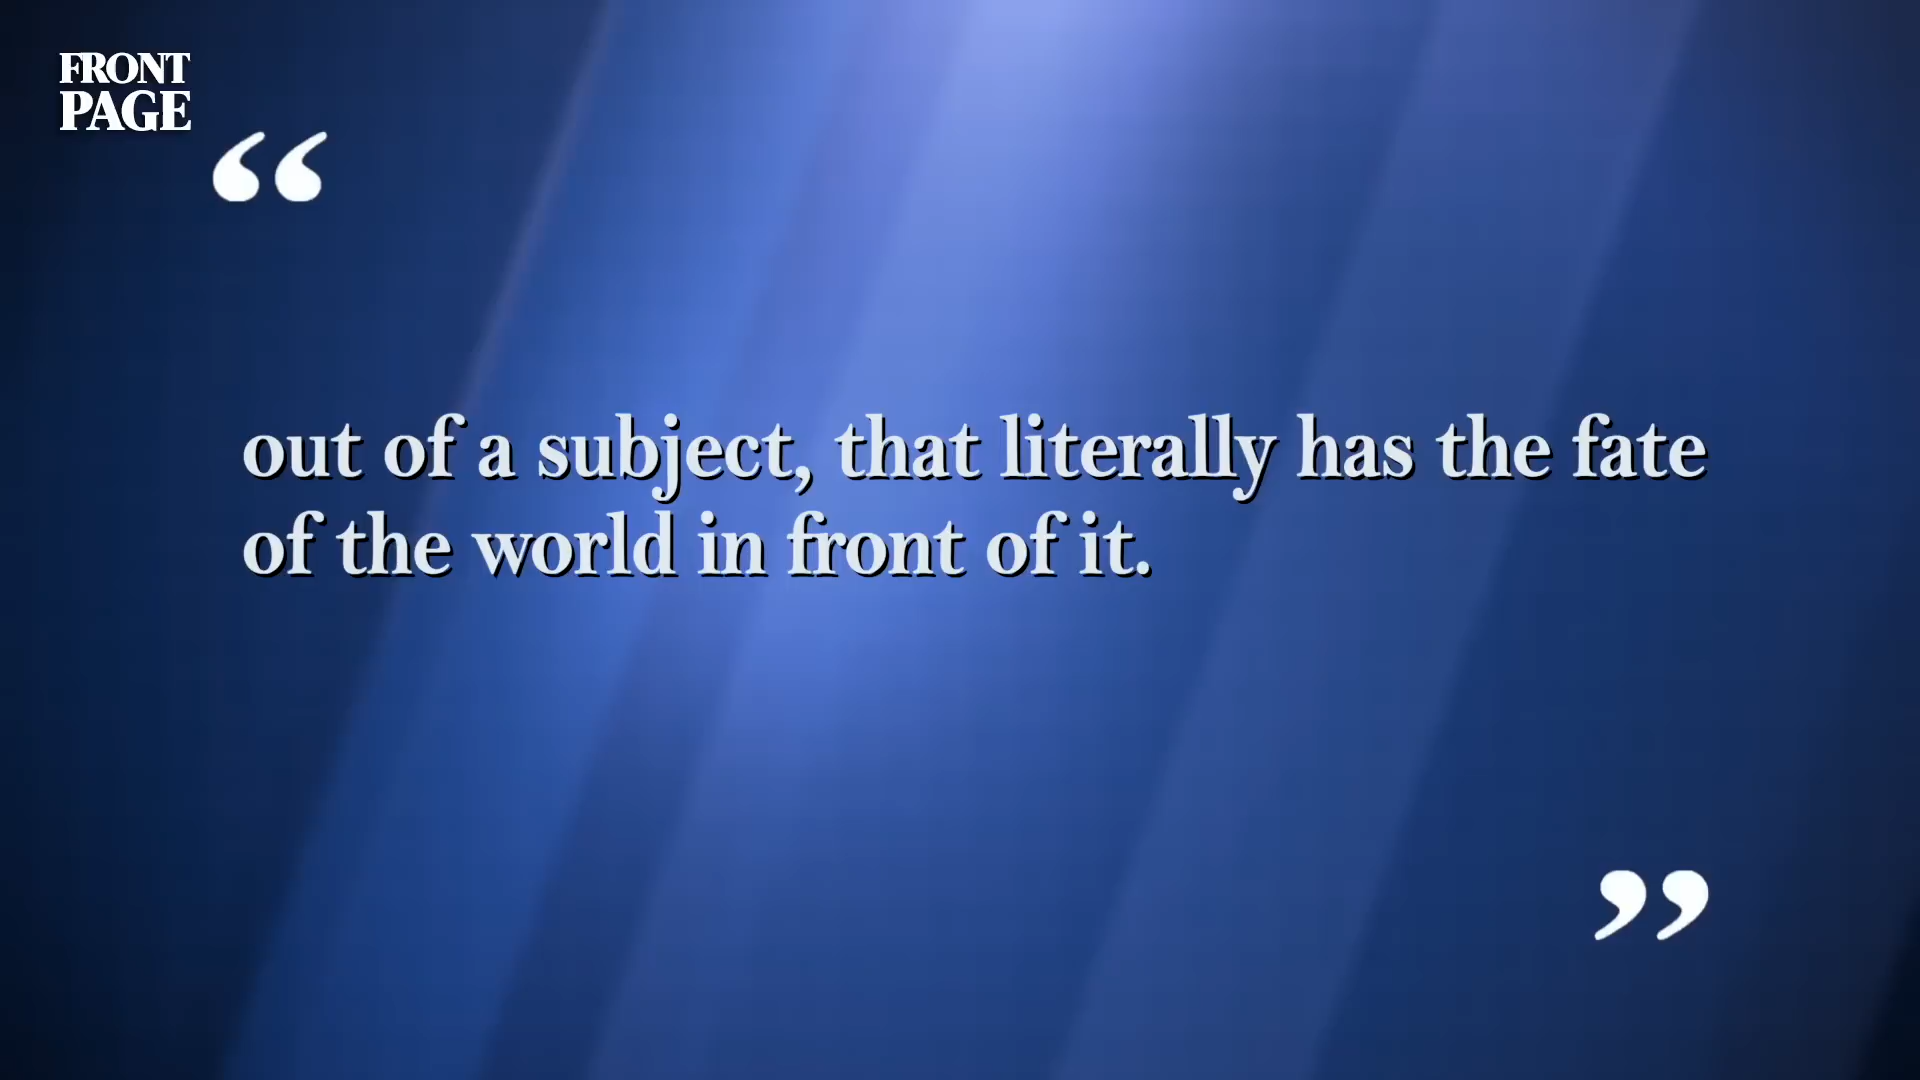 FRONT
PAGE
“
out of a subject, that literally has the fate
of the world in front of it.
”